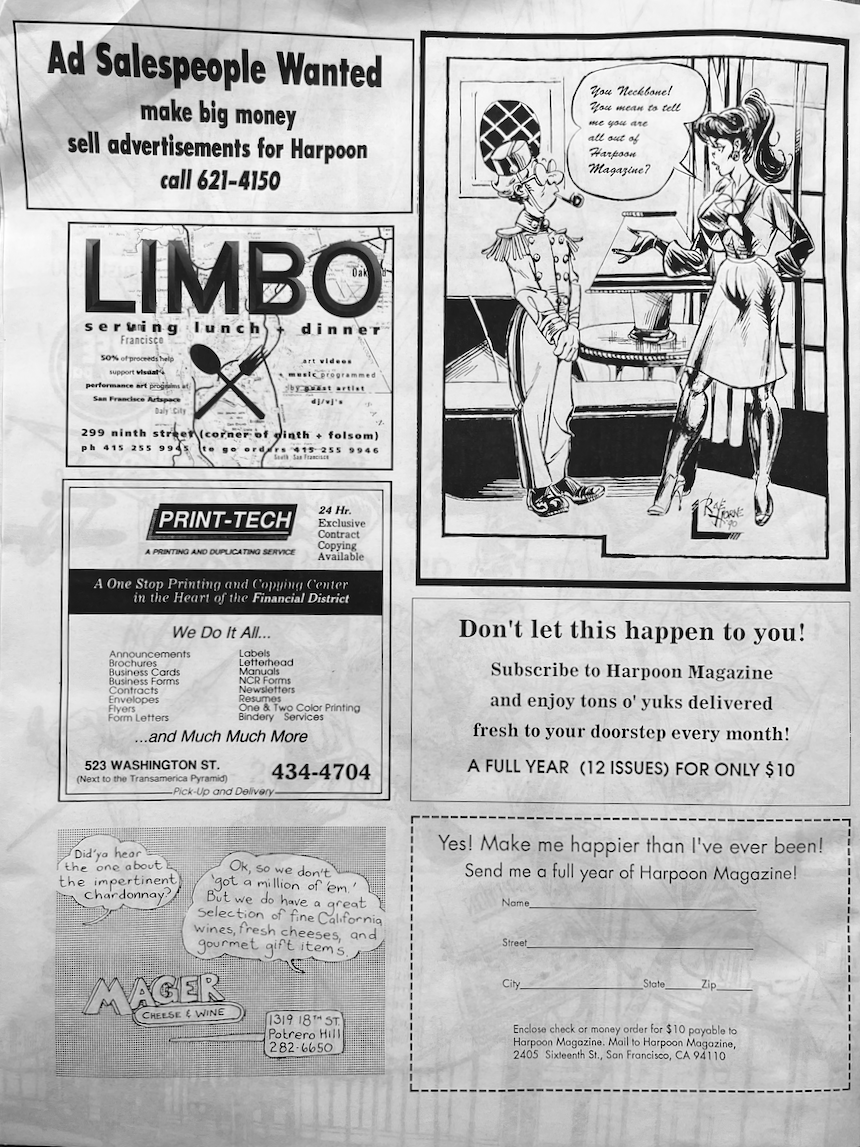 Ad Salespeople Wanted
make big money
sell advertisements for Harpoon
call 621-4150
LIMBO
Oak d
serving lunch + dinner
San
Francisco
50% of proceeds help
support visual +
performance art programs at
San Francisco Artspace
Daly City
art videos
+ music programmed
by guest artist
dj/vj's
299 ninth street (corner of ninth + folsom)
ph 415 255 9945 to go orders 415 255 9946
South San Francisco
PRINT-TECH
A PRINTING AND DUPLICATING SERVICE
24 Hr.
Exclusive
Contract
Copying
Available
A One Stop Printing and Copying Center
in the Heart of the Financial District
We Do It All...
Announcements
Brochures
Business Cards
Business Forms
Contracts
Envelopes
Flyers
Form Letters
Labels
Letterhead
Manuals
NCR Forms
Newsletters
Resumes
One & Two Color Printing
Bindery Services
...and Much Much More
523 WASHINGTON ST.
(Next to the Transamerica Pyramid)
434-4704
Pick-Up and Delivery
Did'ya hear
the one about
the impertinent
Chardonnay?
Ok, so we don't
'got a million of 'em.'
But we do have a great
selection of fine California
wines, fresh cheeses, and
gourmet gift items.
MAGER
CHEESE & WINE
1319 18TH ST.
Potrero Hill
282-6650
You Neckbone!
You mean to tell
me you are
all out of
Harpoon
Magazine?
RAE
HORNE
'90
Don't let this happen to you!
Subscribe to Harpoon Magazine
and enjoy tons o' yuks delivered
fresh to your doorstep every month!
A FULL YEAR (12 ISSUES) FOR ONLY $10
Yes! Make me happier than I've ever been!
Send me a full year of Harpoon Magazine!
Name
Street
City State Zip
Enclose check or money order for $10 payable to
Harpoon Magazine. Mail to Harpoon Magazine,
2405 Sixteenth St., San Francisco, CA 94110